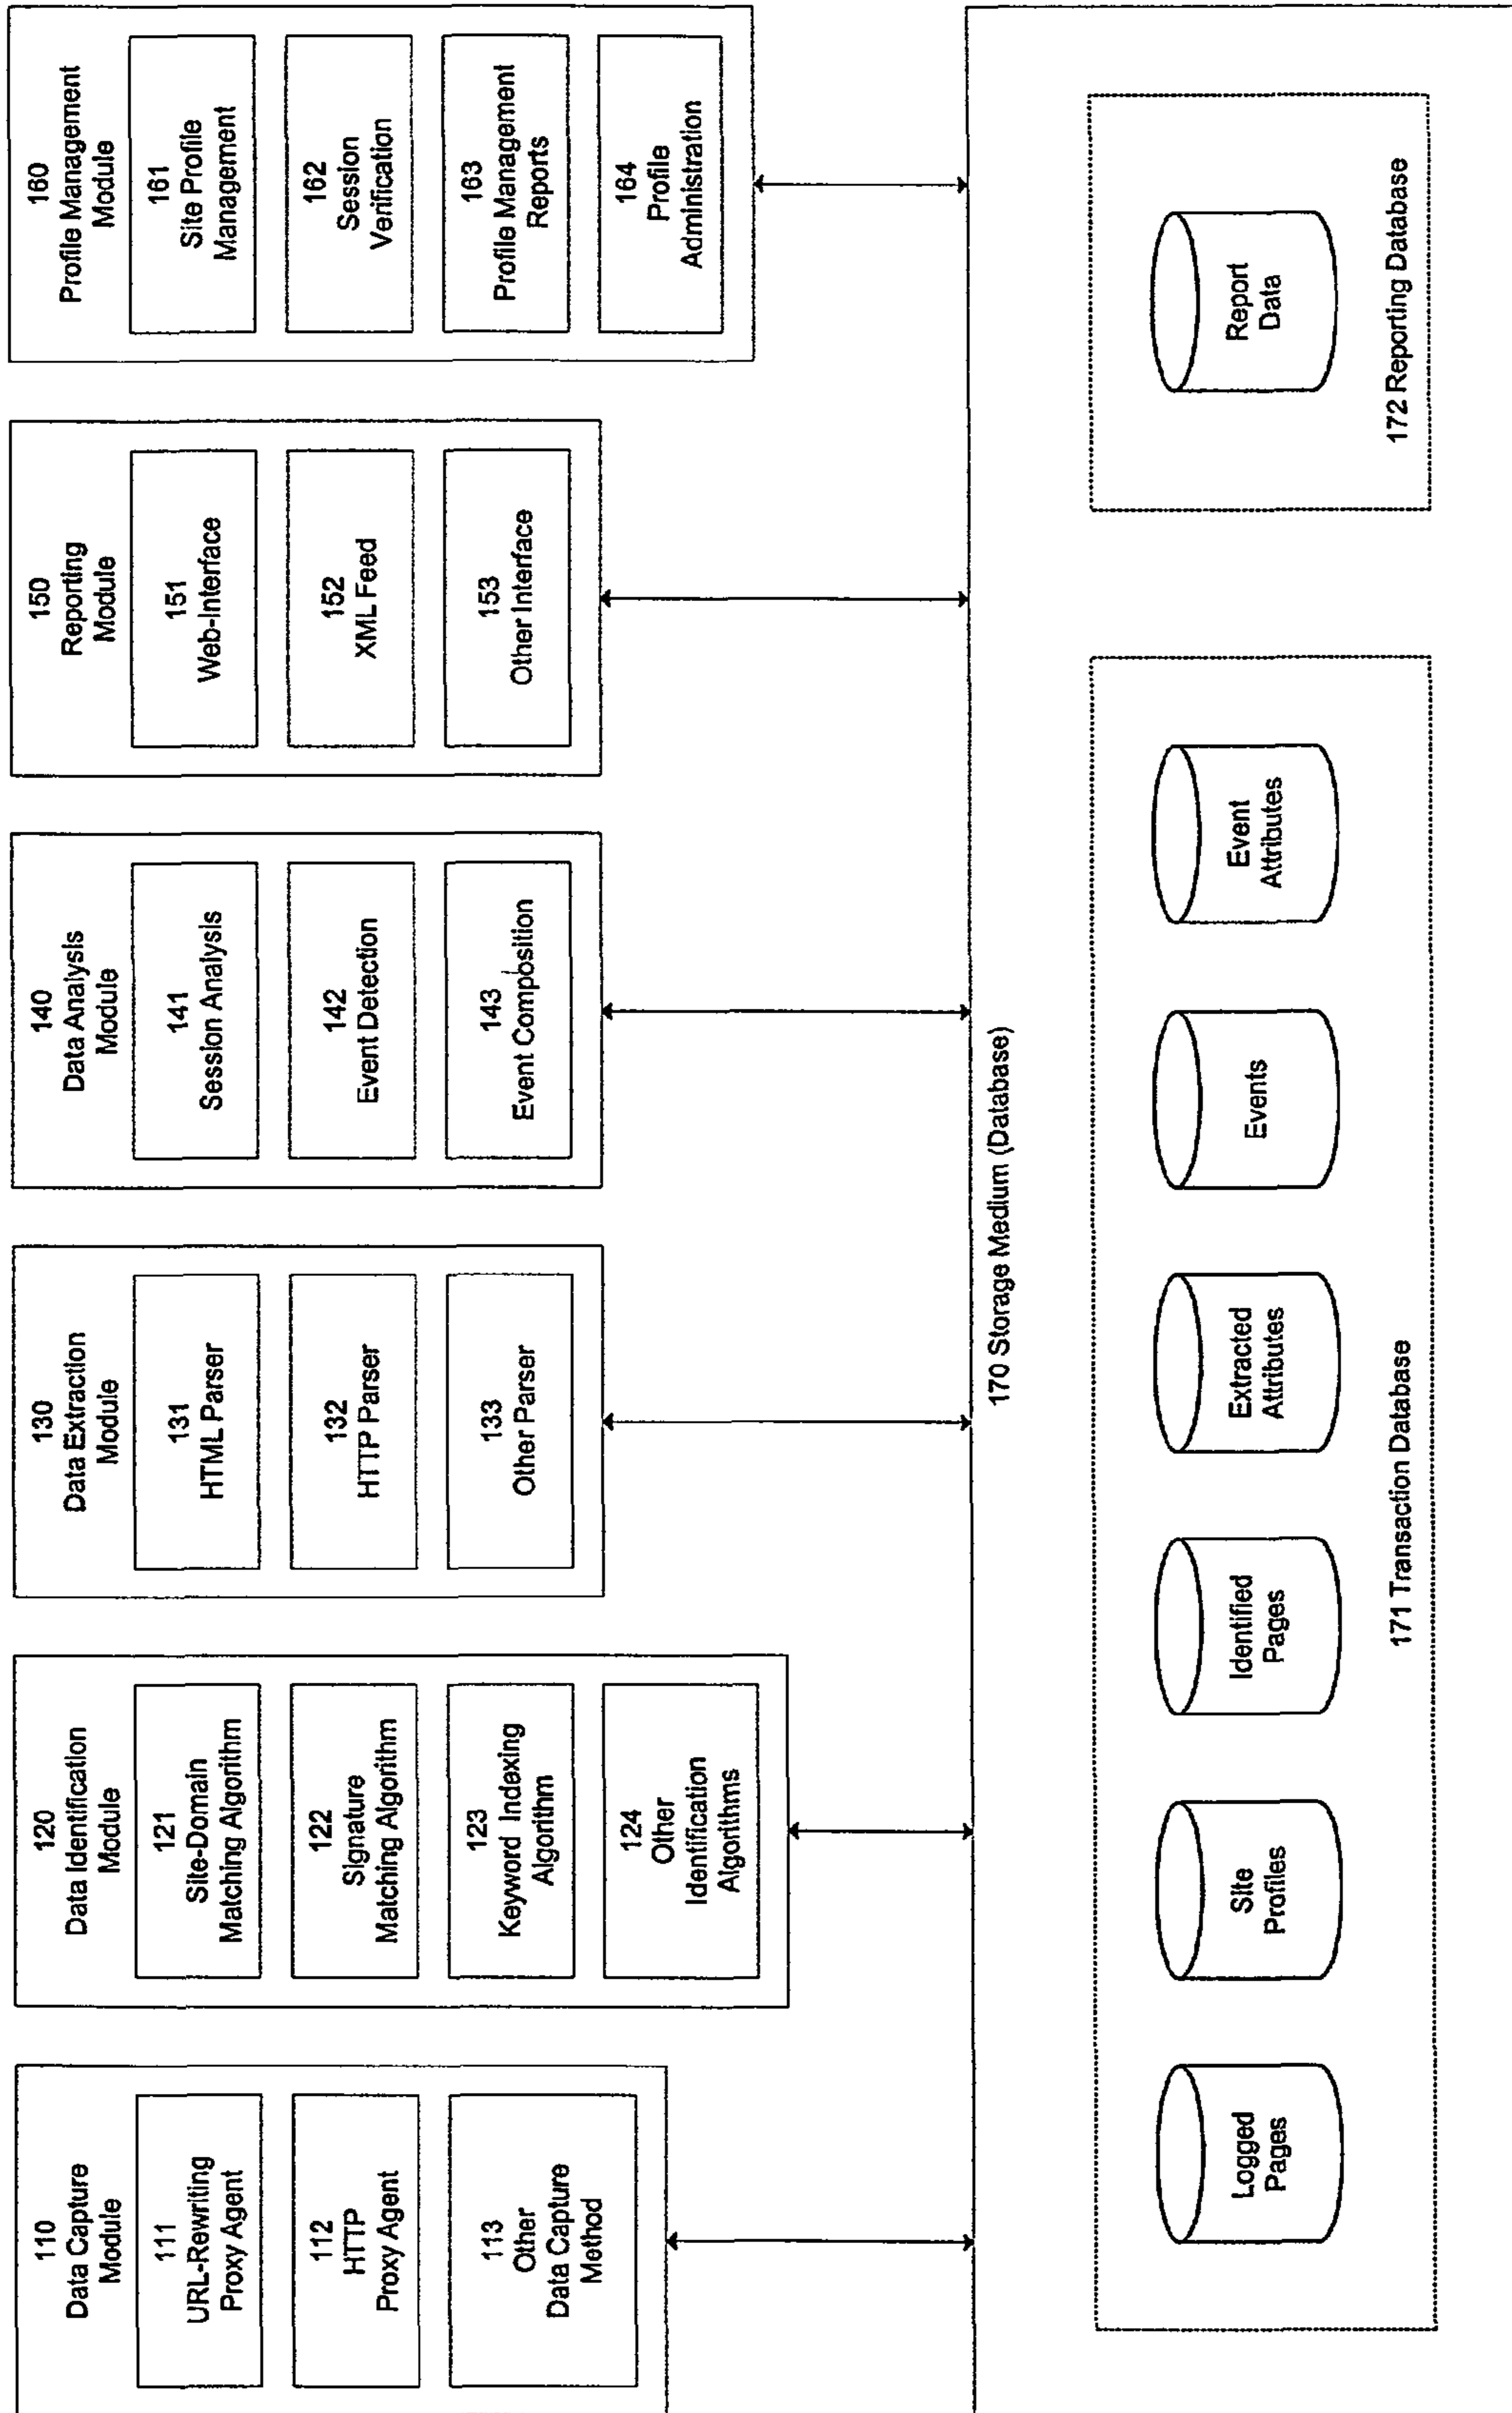 110
Data Capture
Module
111
URL-Rewriting
Proxy Agent
112
HTTP
Proxy Agent
113
Other
Data Capture
Method
120
Data Identification
Module
121
Site-Domain
Matching Algorithm
122
Signature
Matching Algorithm
123
Keyword Indexing
Algorithm
124
Other
Identification
Algorithms
130
Data Extraction
Module
131
HTML Parser
132
HTTP Parser
133
Other Parser
140
Data Analysis
Module
141
Session Analysis
142
Event Detection
143
Event Composition
150
Reporting
Module
151
Web-Interface
152
XML Feed
153
Other Interface
160
Profile Management
Module
161
Site Profile
Management
162
Session
Verification
163
Profile Management
Reports
164
Profile
Administration
170 Storage Medium (Database)
Logged
Pages
Site
Profiles
Identified
Pages
Extracted
Attributes
Events
Event
Attributes
171 Transaction Database
Report
Data
172 Reporting Database